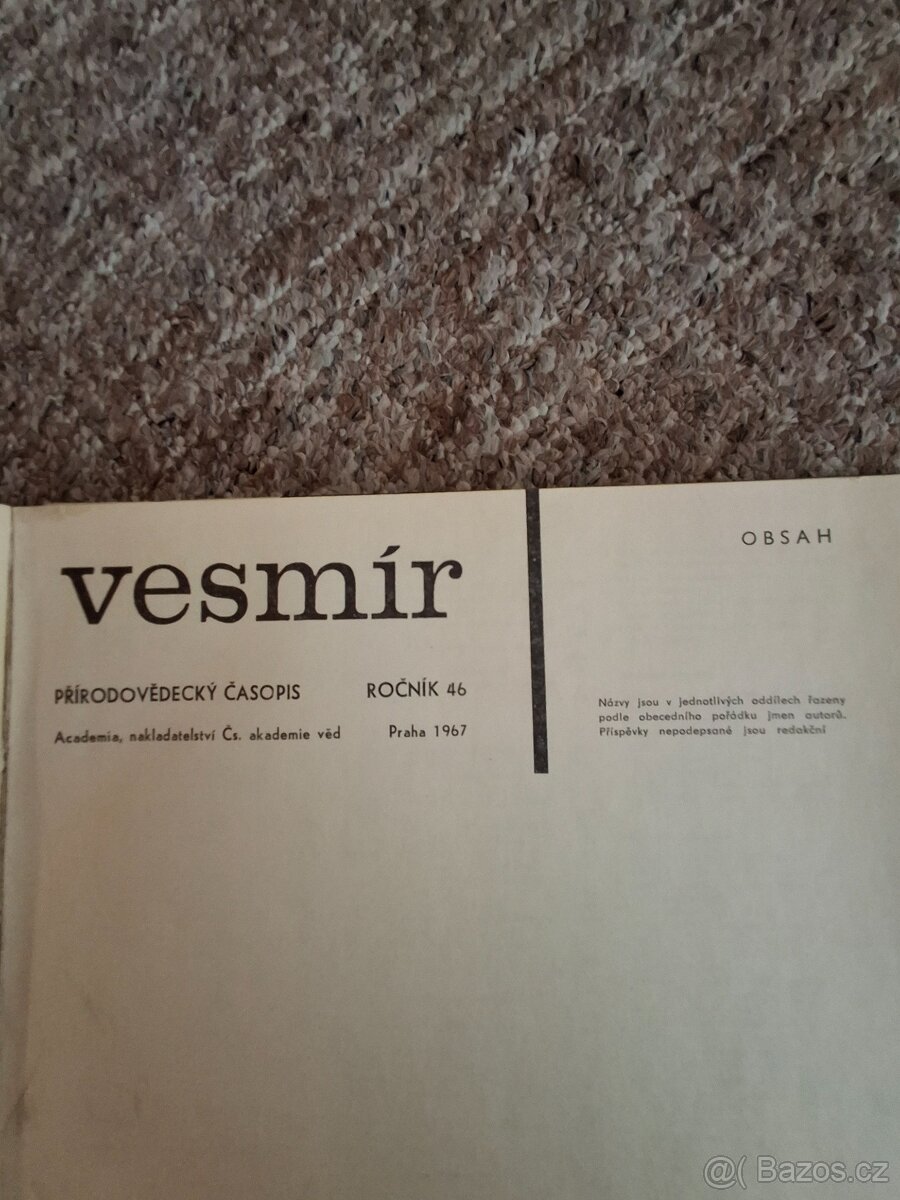 vesmír
PŘÍRODOVĚDECKÝ ČASOPIS ROČNÍK 46
Academia, nakladatelství Čs. akademie věd Praha 1967
OBSAH
Názvy jsou v jednotlivých oddílech řazeny
podle obecedního pořádku jmen autorů.
Příspěvky nepodepsané jsou redakční
@( Bazos.cz